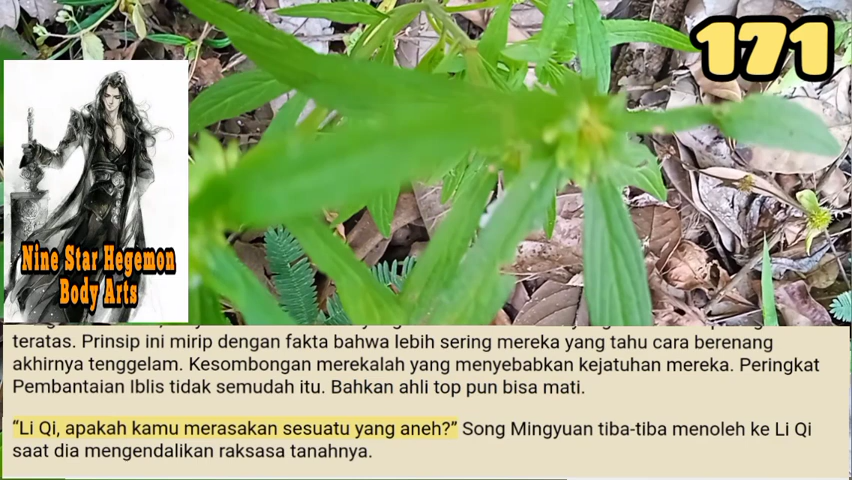 171
Nine Star Hegemon
Body Arts
teratas. Prinsip ini mirip dengan fakta bahwa lebih sering mereka yang tahu cara berenang
akhirnya tenggelam. Kesombongan merekalah yang menyebabkan kejatuhan mereka. Peringkat
Pembantaian Iblis tidak semudah itu. Bahkan ahli top pun bisa mati.
“Li Qi, apakah kamu merasakan sesuatu yang aneh?” Song Mingyuan tiba-tiba menoleh ke Li Qi
saat dia mengendalikan raksasa tanahnya.